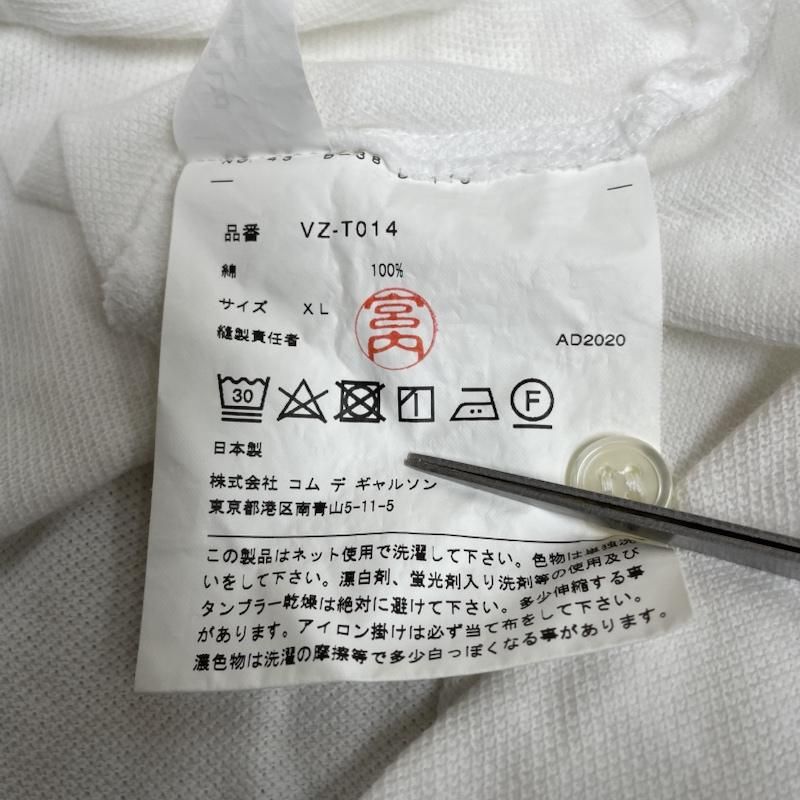 品番 VZ-T014
綿 100%
サイズ XL
縫製責任者 宮内 AD2020
30 F
日本製
株式会社 コム デ ギャルソン
東京都港区南青山5-11-5
この製品はネット使用で洗濯して下さい。色物は単独洗
いをして下さい。漂白剤、蛍光剤入り洗剤等の使用及び
タンブラー乾燥は絶対に避けて下さい。多少伸縮する事
があります。アイロン掛けは必ず当て布をして下さい。
濃色物は洗濯の摩擦等で多少白っぽくなる事があります。